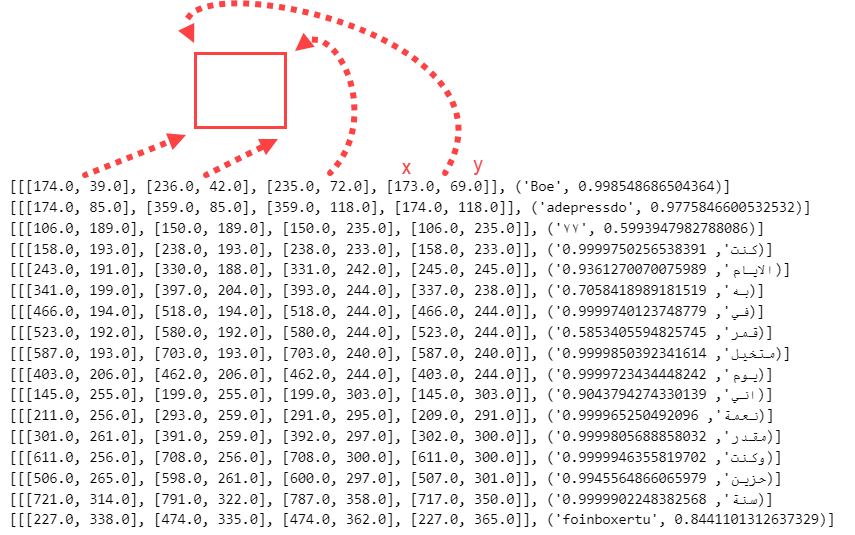 x y
[[[174.0, 39.0], [236.0, 42.0], [235.0, 72.0], [173.0, 69.0]], ('Boe', 0.998548686504364)]
[[[174.0, 85.0], [359.0, 85.0], [359.0, 118.0], [174.0, 118.0]], ('adepressdo', 0.9775846600532532)]
[[[106.0, 189.0], [150.0, 189.0], [150.0, 235.0], [106.0, 235.0]], ('٧٧', 0.5993947982788086)]
[[[158.0, 193.0], [238.0, 193.0], [238.0, 233.0], [158.0, 233.0]], ('كنت', 0.9999750256538391)]
[[[243.0, 191.0], [330.0, 188.0], [331.0, 242.0], [245.0, 245.0]], ('الايام', 0.9361270070075989)]
[[[341.0, 199.0], [397.0, 204.0], [393.0, 244.0], [337.0, 238.0]], ('به', 0.7058418989181519)]
[[[466.0, 194.0], [518.0, 194.0], [518.0, 244.0], [466.0, 244.0]], ('في', 0.9999740123748779)]
[[[523.0, 192.0], [580.0, 192.0], [580.0, 244.0], [523.0, 244.0]], ('قمر', 0.5853405594825745)]
[[[587.0, 193.0], [703.0, 193.0], [703.0, 240.0], [587.0, 240.0]], ('متخيل', 0.9999850392341614)]
[[[403.0, 206.0], [462.0, 206.0], [462.0, 244.0], [403.0, 244.0]], ('يوم', 0.9999723434448242)]
[[[145.0, 255.0], [199.0, 255.0], [199.0, 303.0], [145.0, 303.0]], ('اني', 0.9043794274330139)]
[[[211.0, 256.0], [293.0, 259.0], [291.0, 295.0], [209.0, 291.0]], ('نعمة', 0.999965250492096)]
[[[301.0, 261.0], [391.0, 259.0], [392.0, 297.0], [302.0, 300.0]], ('مقدر', 0.9999805688858032)]
[[[611.0, 256.0], [708.0, 256.0], [708.0, 300.0], [611.0, 300.0]], ('وكنت', 0.9999946355819702)]
[[[506.0, 265.0], [598.0, 261.0], [600.0, 297.0], [507.0, 301.0]], ('حزين', 0.9945564866065979)]
[[[721.0, 314.0], [791.0, 322.0], [787.0, 358.0], [717.0, 350.0]], ('سنة', 0.9999902248382568)]
[[[227.0, 338.0], [474.0, 335.0], [474.0, 362.0], [227.0, 365.0]], ('foinboxertu', 0.8441101312637329)]